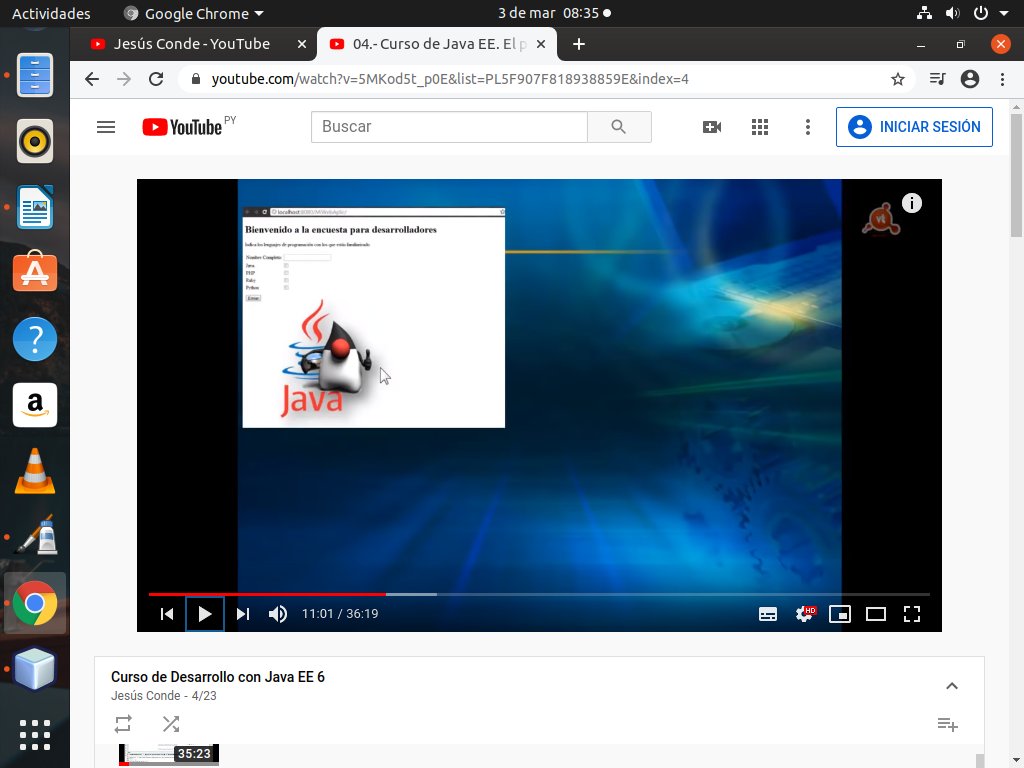 Actividades
Google Chrome
3 de mar 08:35
Jesús Conde - YouTube
04.- Curso de Java EE. El p
youtube.com/watch?v=5MKod5t_p0E&list=PL5F907F818938859E&index=4
YouTube PY
Buscar
INICIAR SESIÓN
localhost:8080/MiWebAplic/
Bienvenido a la encuesta para desarrolladores
Indica los lenguajes de programación con los que estás familiarizado
Nombre Completo
Java
PHP
Ruby
Python
Enviar
Java
vt
11:01 / 36:19
HD
Curso de Desarrollo con Java EE 6
Jesús Conde - 4/23
35:23